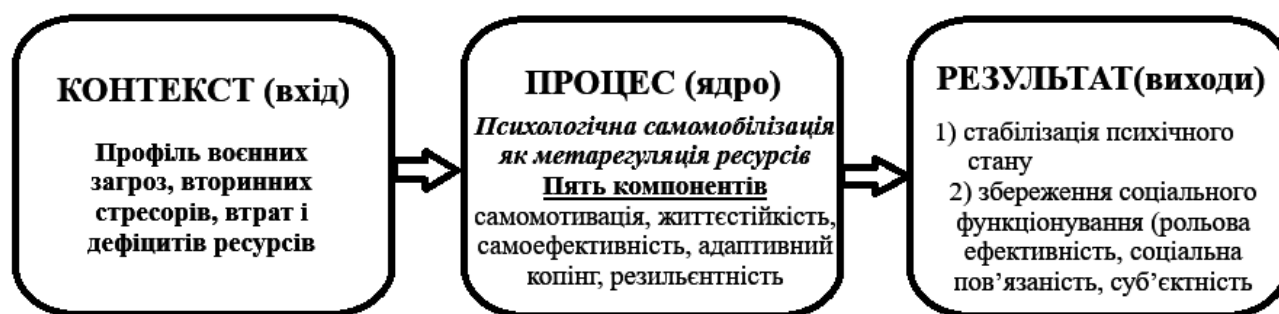 КОНТЕКСТ (вхід)
Профіль воєнних
загроз, вторинних
стресорів, втрат і
дефіцитів ресурсів
ПРОЦЕС (ядро)
Психологічна самомобілізація
як метарегуляція ресурсів
Пять компонентів
самомотивація, життєстійкість,
самоефективність, адаптивний
копінг, резильєнтність
РЕЗУЛЬТАТ(виходи)
1) стабілізація психічного
стану
2) збереження соціального
функціонування (рольова
ефективність, соціальна
пов’язаність, суб’єктність